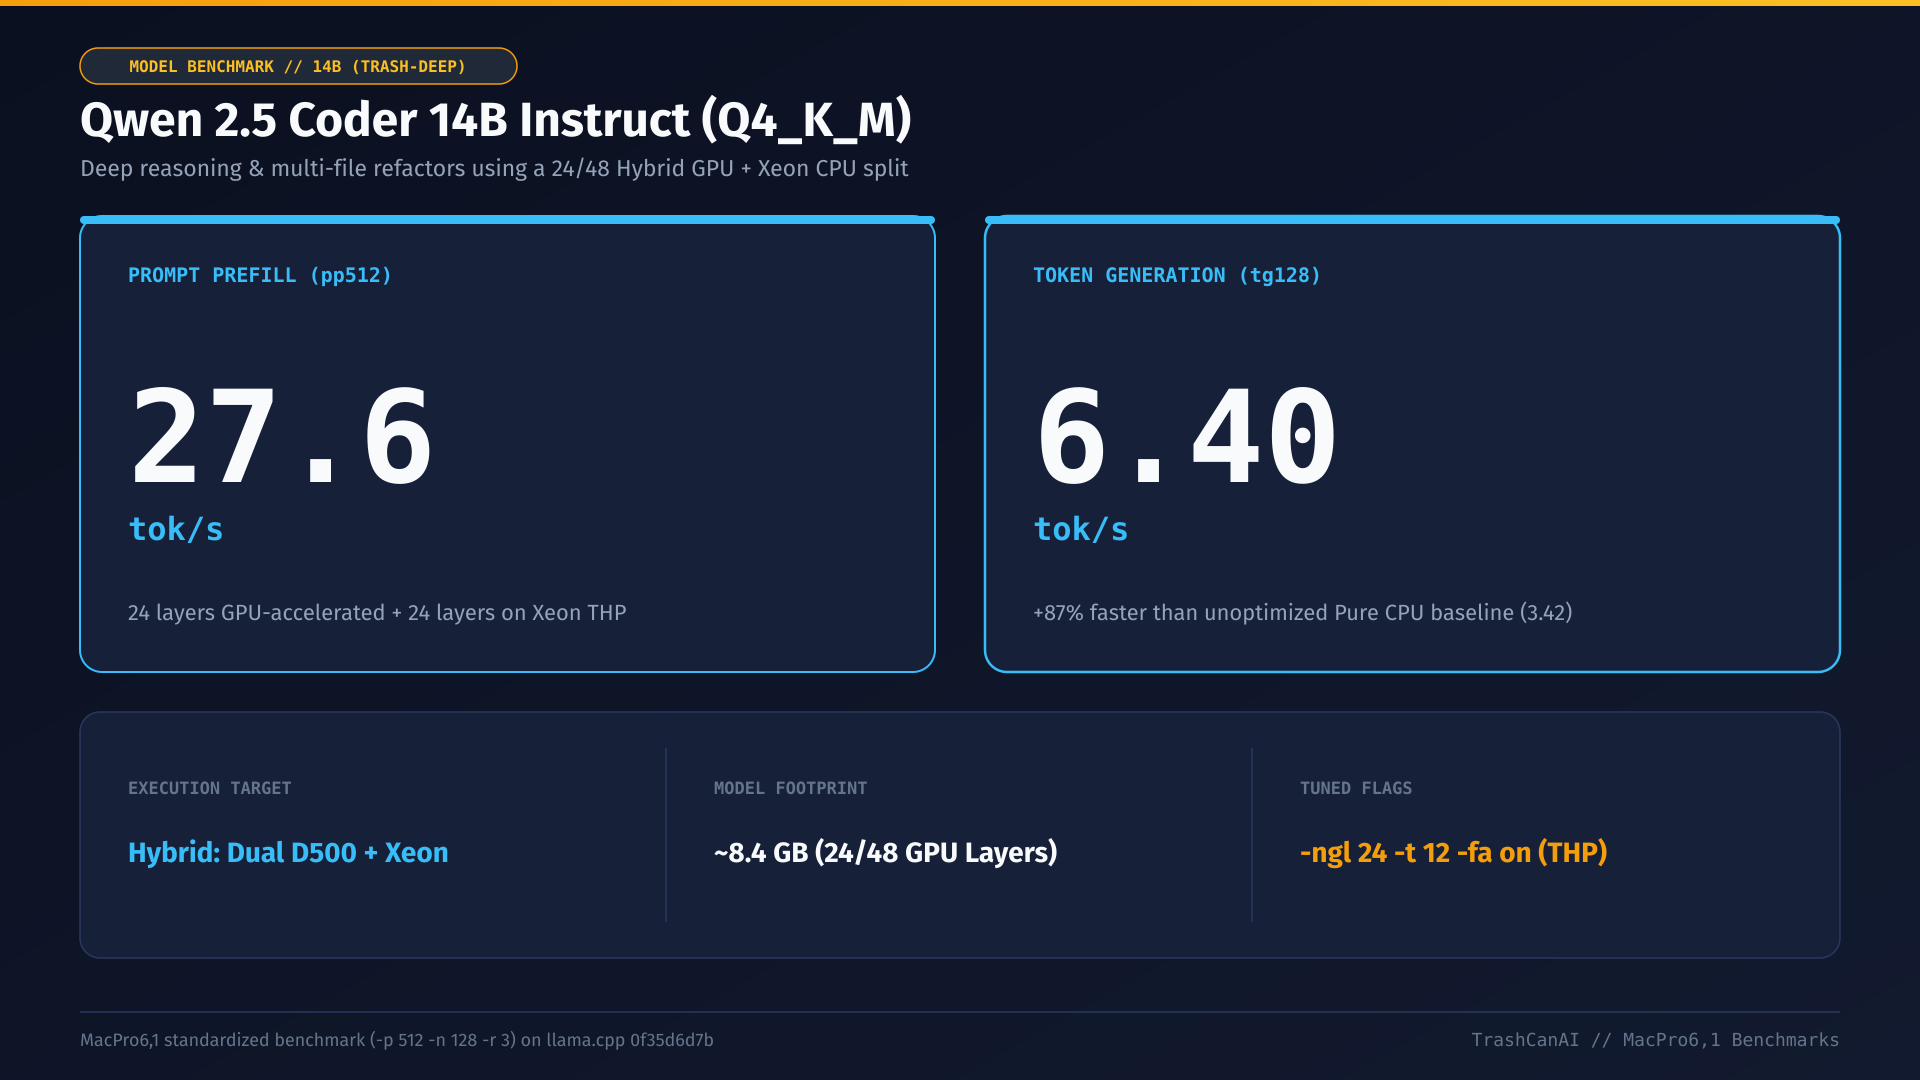 MODEL BENCHMARK // 14B (TRASH-DEEP)
Qwen 2.5 Coder 14B Instruct (Q4_K_M)
Deep reasoning & multi-file refactors using a 24/48 Hybrid GPU + Xeon CPU split
PROMPT PREFILL (pp512)
27.6
tok/s
24 layers GPU-accelerated + 24 layers on Xeon THP
TOKEN GENERATION (tg128)
6.40
tok/s
+87% faster than unoptimized Pure CPU baseline (3.42)
EXECUTION TARGET
Hybrid: Dual D500 + Xeon
MODEL FOOTPRINT
~8.4 GB (24/48 GPU Layers)
TUNED FLAGS
-ngl 24 -t 12 -fa on (THP)
MacPro6,1 standardized benchmark (-p 512 -n 128 -r 3) on llama.cpp 0f35d6d7b
TrashCanAI // MacPro6,1 Benchmarks